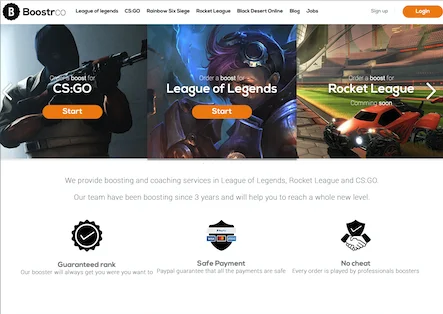 B Boostrco
League of legends CS:GO Rainbow Six Siege Rocket League Black Desert Online Blog Jobs Sign up Login
Order a boost for
CS:GO
Start
Order a boost for
League of Legends
Start
Order a boost for
Rocket League
Comming soon
We provide boosting and coaching services in League of Legends, Rocket League and CS:GO.
Our team have been boosting since 3 years and will help you to reach a whole new level.
Guaranteed rank
Our booster will always get you were you want to
Safe Payment
Paypal guarantee that all the payments are safe
No cheat
Every order is played by professionals boosters